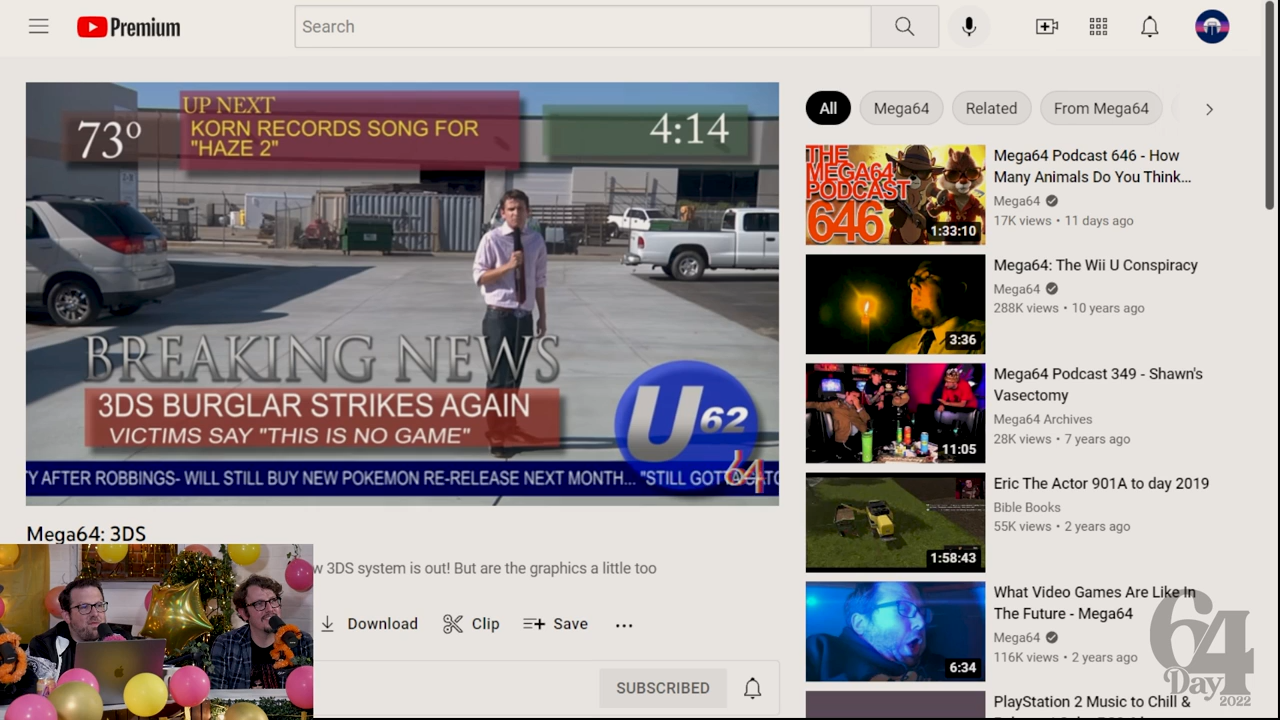 Premium
Search
73°
UP NEXT
KORN RECORDS SONG FOR
"HAZE 2"
4:14
BREAKING NEWS
3DS BURGLAR STRIKES AGAIN
VICTIMS SAY "THIS IS NO GAME"
U 62
64
Y AFTER ROBBINGS- WILL STILL BUY NEW POKEMON RE-RELEASE NEXT MONTH... "STILL
Mega64: 3DS
w 3DS system is out! But are the graphics a little too
Download
Clip
Save
SUBSCRIBED
All
Mega64
Related
From Mega64
THE
MEGA64
PODCAST
646
1:33:10
Mega64 Podcast 646 - How
Many Animals Do You Think...
Mega64
17K views • 11 days ago
3:36
Mega64: The Wii U Conspiracy
Mega64
288K views • 10 years ago
11:05
Mega64 Podcast 349 - Shawn's
Vasectomy
Mega64 Archives
28K views • 7 years ago
1:58:43
Eric The Actor 901A to day 2019
Bible Books
55K views • 2 years ago
6:34
What Video Games Are Like In
The Future - Mega64
Mega64
116K views • 2 years ago
PlayStation 2 Music to Chill &
64
Day
2022